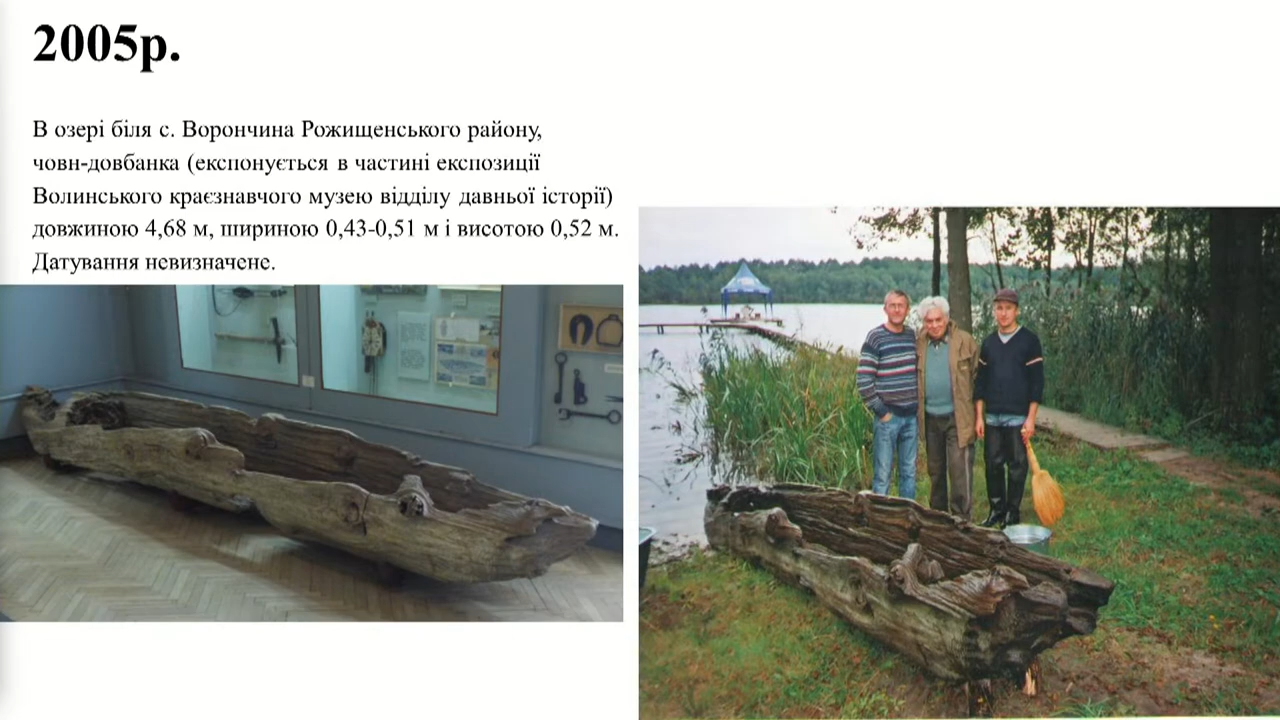 2005р.
В озері біля с. Ворончина Рожищенського району,
човн-довбанка (експонується в частині експозиції
Волинського краєзнавчого музею відділу давньої історії)
довжиною 4,68 м, шириною 0,43-0,51 м і висотою 0,52 м.
Датування невизначене.